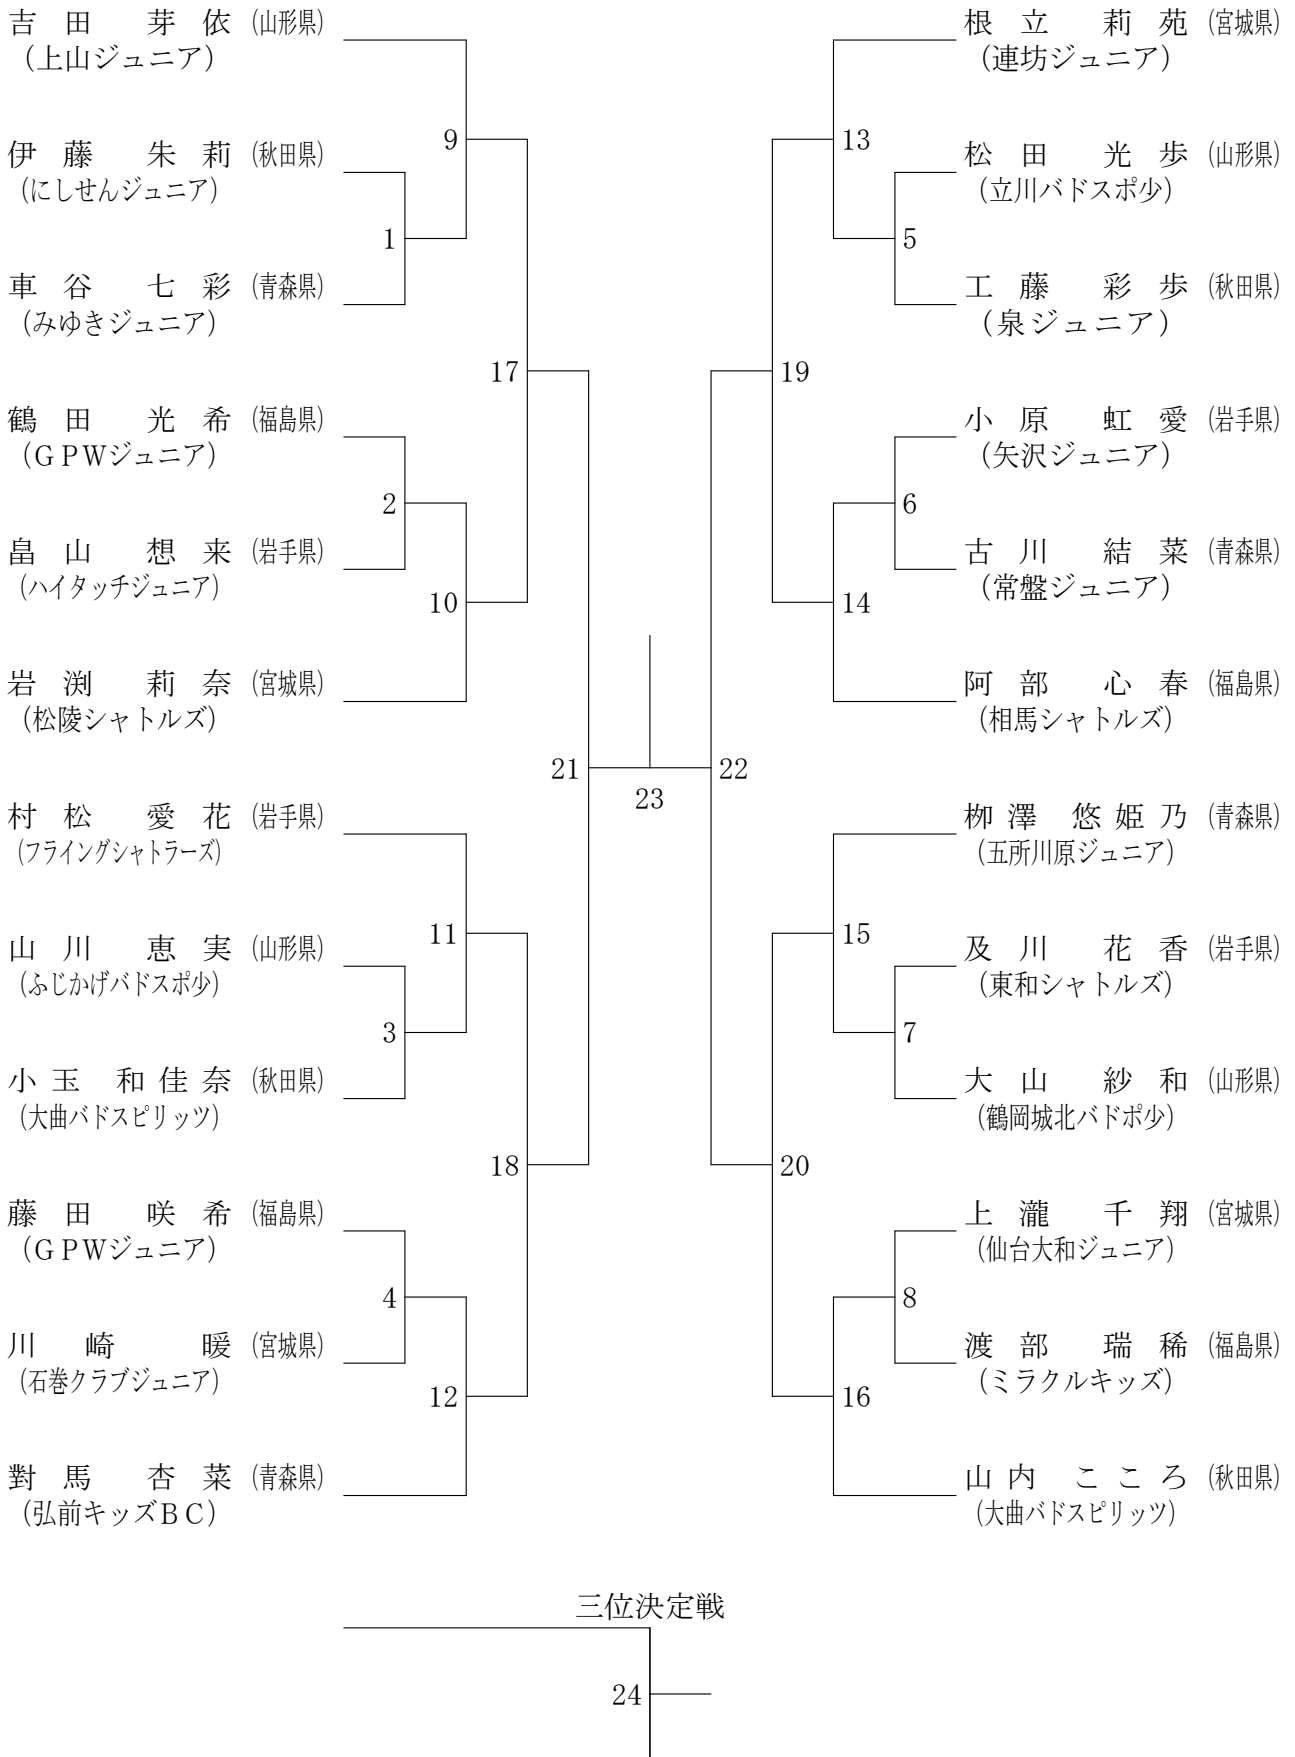 吉田 芽依 (山形県)
(上山ジュニア)
伊藤 朱莉 (秋田県)
(にしせんジュニア)
車谷 七彩 (青森県)
(みゆきジュニア)
鶴田 光希 (福島県)
(GPWジュニア)
畠山 想来 (岩手県)
(ハイタッチジュニア)
岩渕 莉奈 (宮城県)
(松陵シャトルズ)
村松 愛花 (岩手県)
(フライングシャトラーズ)
山川 恵実 (山形県)
(ふじかげバドスポ少)
小玉 和佳奈 (秋田県)
(大曲バドスピリッツ)
藤田 咲希 (福島県)
(GPWジュニア)
川崎 暖 (宮城県)
(石巻クラブジュニア)
對馬 杏菜 (青森県)
(弘前キッズBC)
1
2
3
4
9
10
11
12
17
18
21
23
22
19
20
13
14
15
16
5
6
7
8
根立 莉苑 (宮城県)
(連坊ジュニア)
松田 光歩 (山形県)
(立川バドスポ少)
工藤 彩歩 (秋田県)
(泉ジュニア)
小原 虹愛 (岩手県)
(矢沢ジュニア)
古川 結菜 (青森県)
(常盤ジュニア)
阿部 心春 (福島県)
(相馬シャトルズ)
栁澤 悠姫乃 (青森県)
(五所川原ジュニア)
及川 花香 (岩手県)
(東和シャトルズ)
大山 紗和 (山形県)
(鶴岡城北バドポ少)
上瀧 千翔 (宮城県)
(仙台大和ジュニア)
渡部 瑞稀 (福島県)
(ミラクルキッズ)
山内 こころ (秋田県)
(大曲バドスピリッツ)
三位決定戦
24